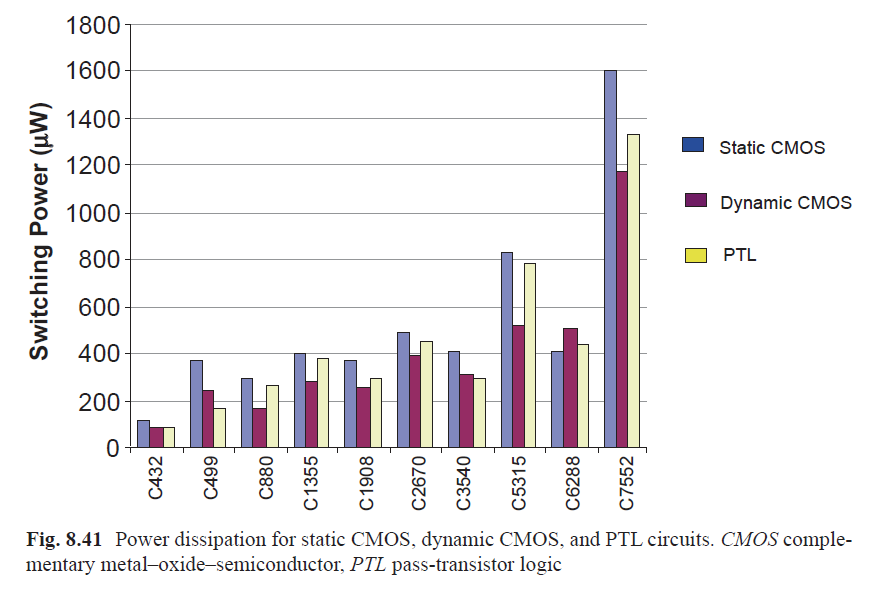 1800
1600
1400
1200
1000
800
600
400
200
0
Switching Power (μW)
C432
C499
C880
C1355
C1908
C2670
C3540
C5315
C6288
C7552
Static CMOS
Dynamic CMOS
PTL
Fig. 8.41 Power dissipation for static CMOS, dynamic CMOS, and PTL circuits. CMOS comple-
mentary metal–oxide–semiconductor, PTL pass-transistor logic